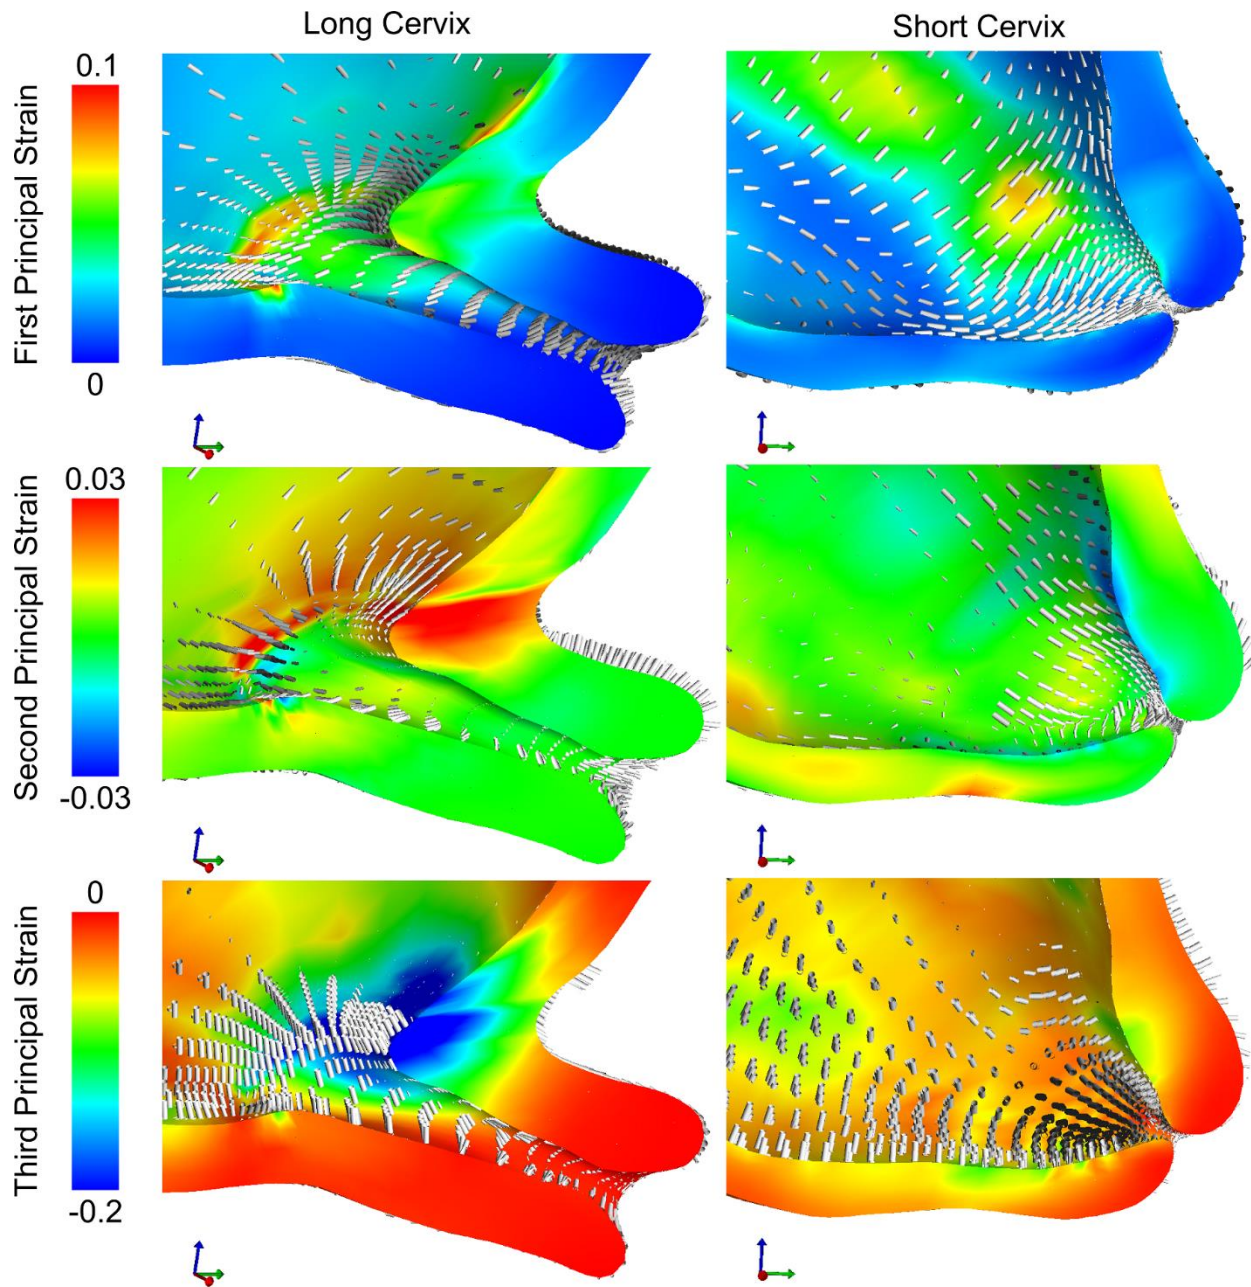 Long Cervix
Short Cervix
0.1
First Principal Strain
0
0.03
Second Principal Strain
-0.03
0
Third Principal Strain
-0.2